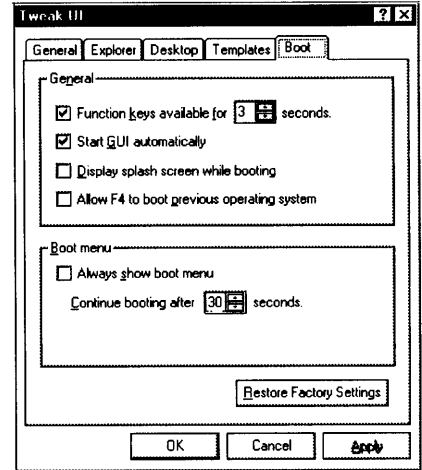 Tweak UI
General Explorer Desktop Templates Boot
General
Function keys available for 3 seconds.
Start GUI automatically
Display splash screen while booting
Allow F4 to boot previous operating system
Boot menu
Always show boot menu
Continue booting after 30 seconds.
Restore Factory Settings
OK Cancel Apply